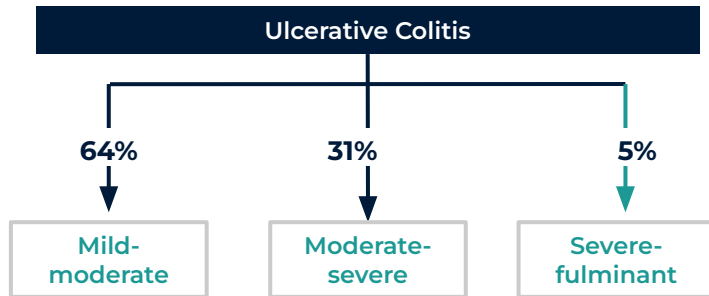 Ulcerative Colitis
64%
31%
5%
Mild-
moderate
Moderate-
severe
Severe-
fulminant